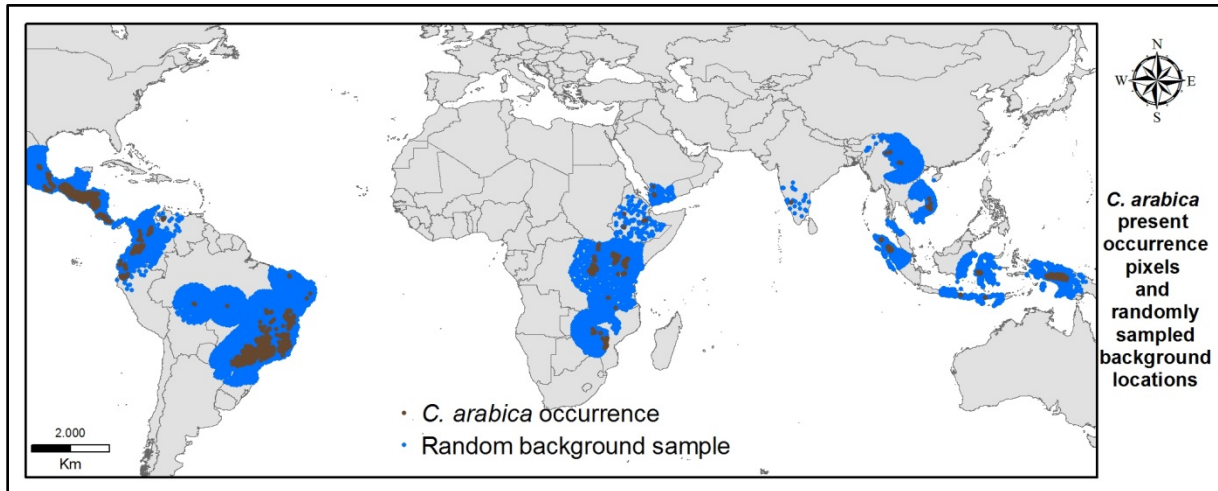 N
W E
S
C. arabica
present
occurrence
pixels
and
randomly
sampled
background
locations
C. arabica occurrence
Random background sample
2.000
Km